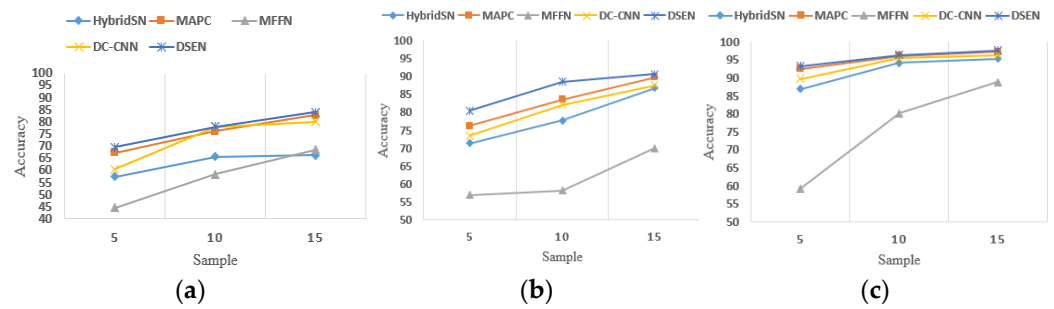 HybridSN MAPC MFFN
DC-CNN DSEN
100
95
90
85
80
75
70
65
60
55
50
45
40
Accuracy
5 10 15
Sample
(a)
HybridSN MAPC MFFN DC-CNN DSEN
100
95
90
85
80
75
70
65
60
55
50
Accuracy
5 10 15
Sample
(b)
HybridSN MAPC MFFN DC-CNN DSEN
100
95
90
85
80
75
70
65
60
55
50
Accuracy
5 10 15
Sample
(c)